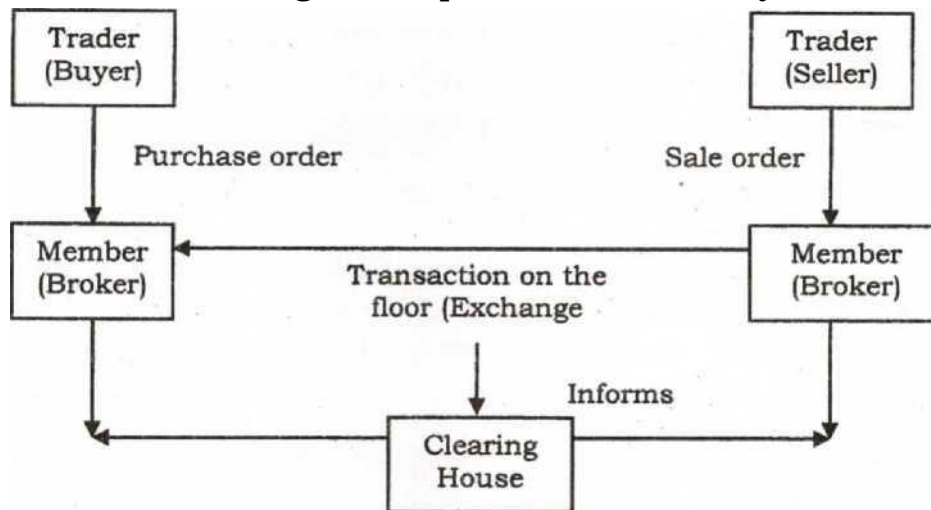 Trader
(Buyer)
Trader
(Seller)
Purchase order
Sale order
Member
(Broker)
Member
(Broker)
Transaction on the
floor (Exchange
Informs
Clearing
House